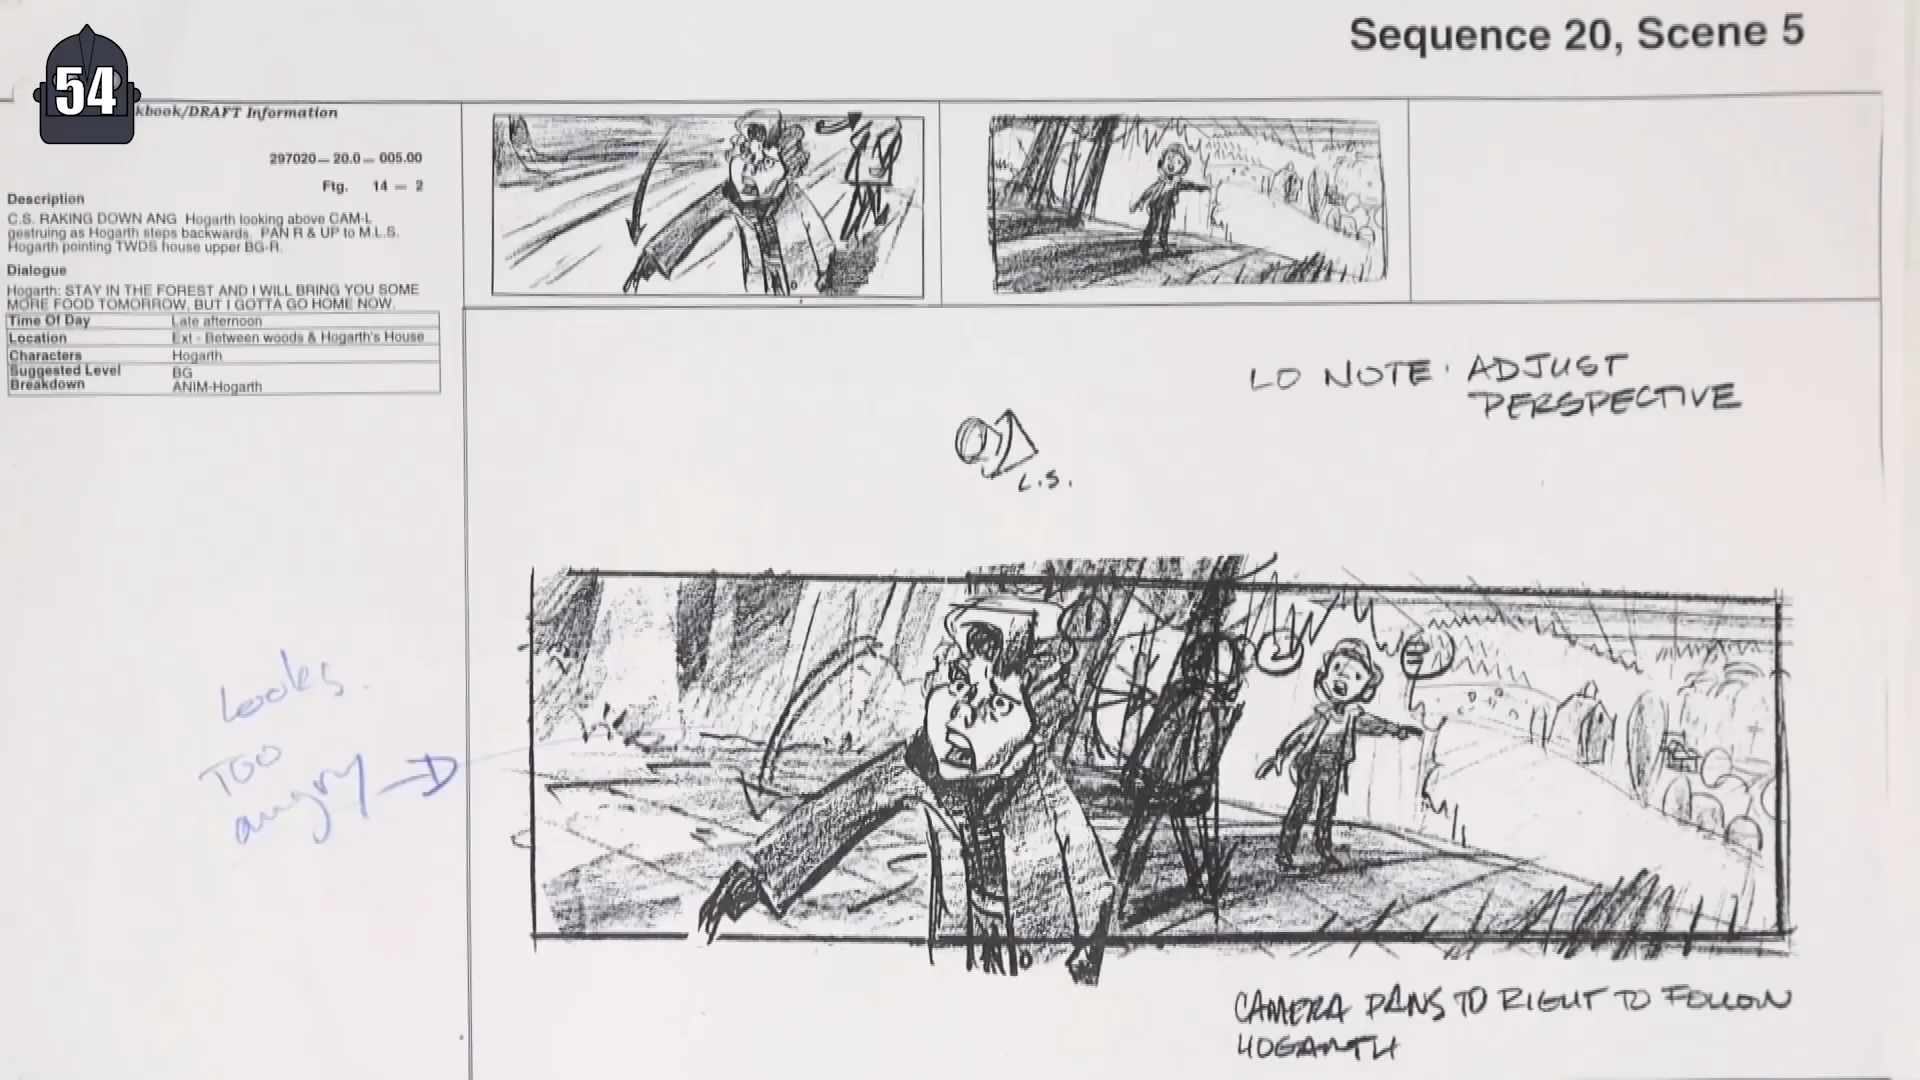 Sequence 20, Scene 5
54
kbook/DRAFT Information
297020 — 20.0 — 005.00
Ftg. 14 — 2
Description
C.S. RAKING DOWN ANG Hogarth looking above CAM-L
gestruing as Hogarth steps backwards. PAN R & UP to M.L.S.
Hogarth pointing TWDS house upper BG-R.
Dialogue
Hogarth: STAY IN THE FOREST AND I WILL BRING YOU SOME
MORE FOOD TOMORROW, BUT I GOTTA GO HOME NOW.
Time Of Day Late afternoon
Location Ext - Between woods & Hogarth's House
Characters Hogarth
Suggested Level BG
Breakdown ANIM-Hogarth
LO NOTE: ADJUST
PERSPECTIVE
L.S.
Looks
TOO
angry
CAMERA PANS TO RIGHT TO FOLLOW
HOGARTH